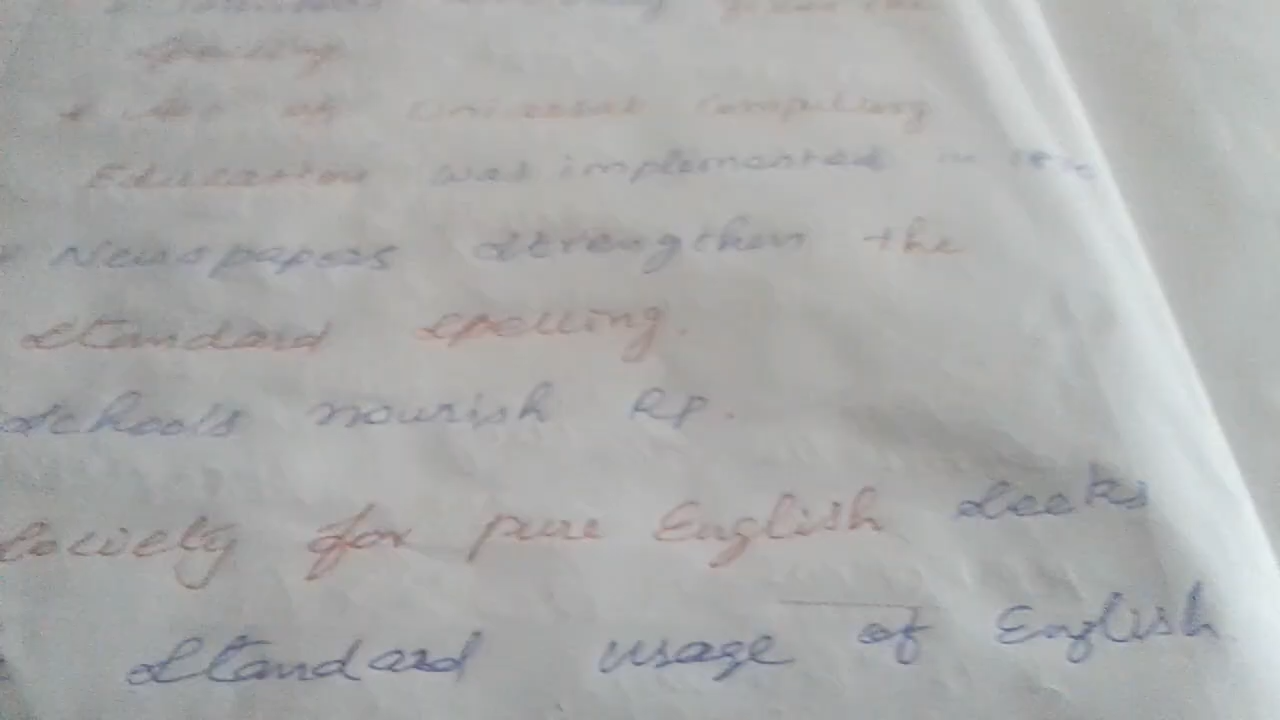 spelling
* Act of Universal Compulsory
Education was implemented in
* Newspapers strengthen the
standard spelling.
Schools nourish RP.
Society for pure English seeks
standard usage of English